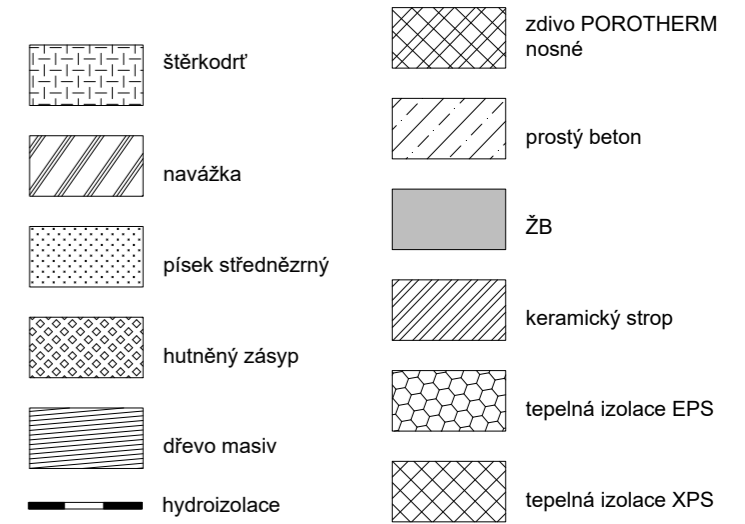 štěrkodrť
navážka
písek střednězrný
hutněný zásyp
dřevo masiv
hydroizolace
zdivo POROTHERM
nosné
prostý beton
ŽB
keramický strop
tepelná izolace EPS
tepelná izolace XPS